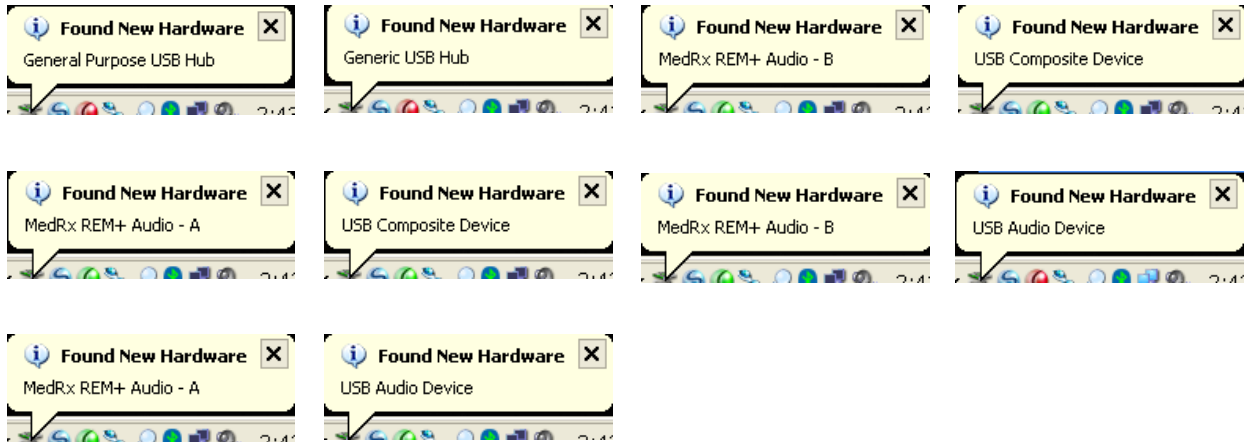 Found New Hardware
General Purpose USB Hub
Found New Hardware
Generic USB Hub
Found New Hardware
MedRx REM+ Audio - B
Found New Hardware
USB Composite Device
Found New Hardware
MedRx REM+ Audio - A
Found New Hardware
USB Composite Device
Found New Hardware
MedRx REM+ Audio - B
Found New Hardware
USB Audio Device
Found New Hardware
MedRx REM+ Audio - A
Found New Hardware
USB Audio Device